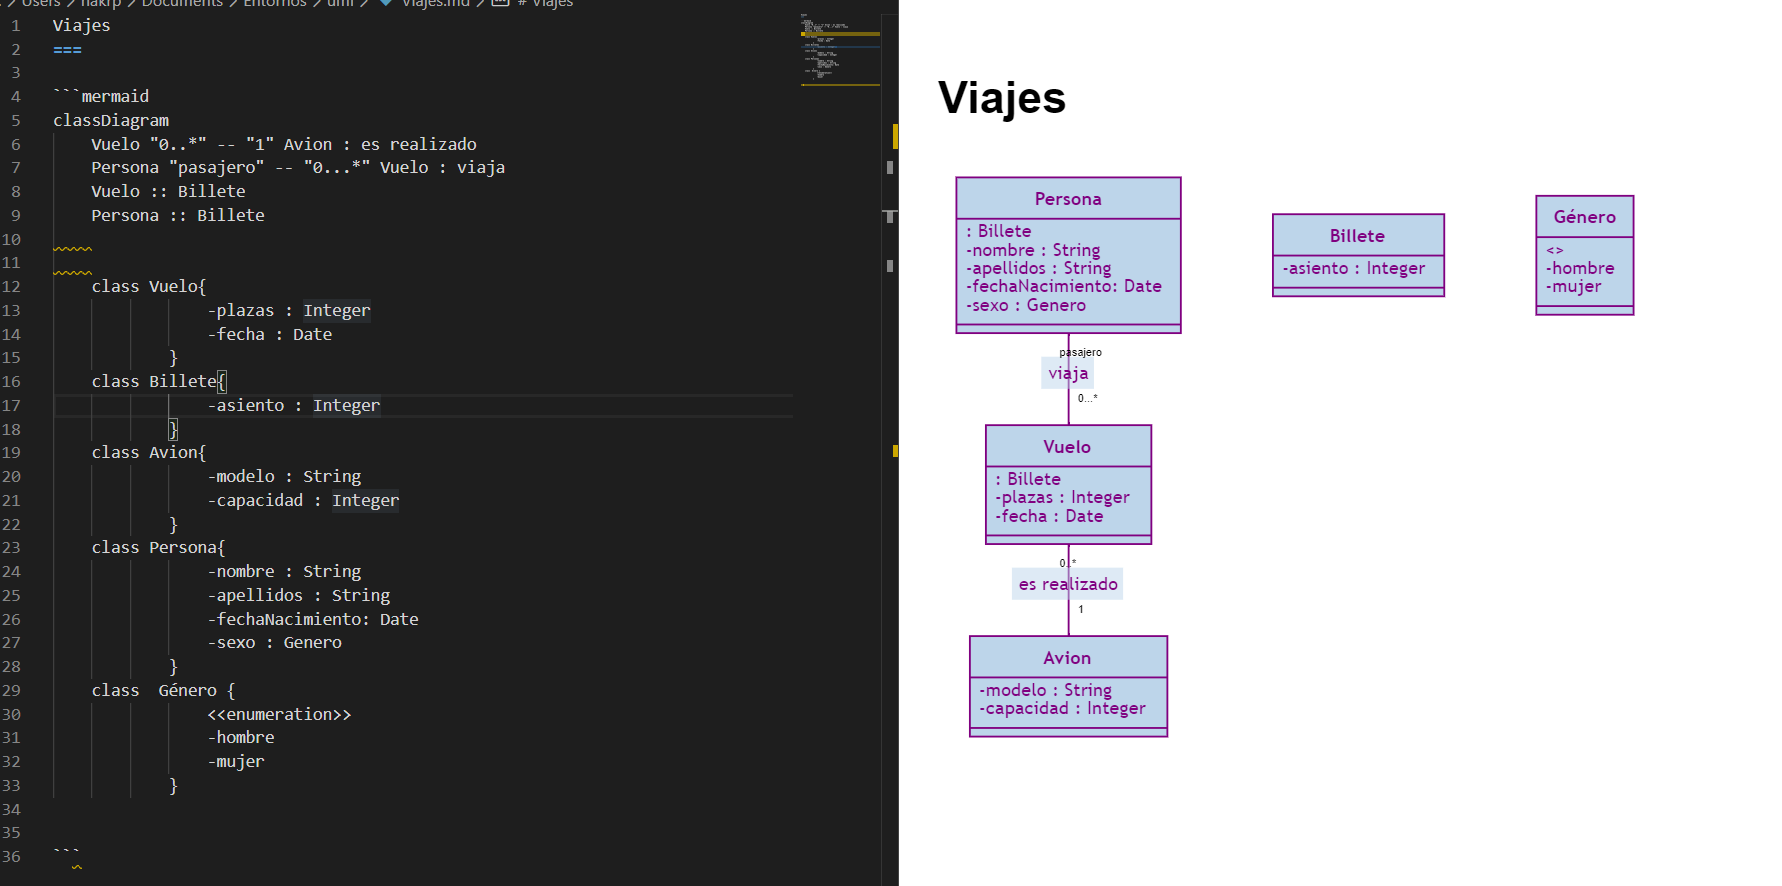 Users
nakrp
Documents
Entornos
uml
Viajes.md
# Viajes
1 Viajes
2 ===
3
4 ```mermaid
5 classDiagram
6 Vuelo "0..*" -- "1" Avion : es realizado
7 Persona "pasajero" -- "0...*" Vuelo : viaja
8 Vuelo :: Billete
9 Persona :: Billete
10
11
12 class Vuelo{
13 -plazas : Integer
14 -fecha : Date
15 }
16 class Billete{
17 -asiento : Integer
18 }
19 class Avion{
20 -modelo : String
21 -capacidad : Integer
22 }
23 class Persona{
24 -nombre : String
25 -apellidos : String
26 -fechaNacimiento: Date
27 -sexo : Genero
28 }
29 class  Género {
30 <<enumeration>>
31 -hombre
32 -mujer
33 }
34
35
36 ```
Viajes
Persona
: Billete
-nombre : String
-apellidos : String
-fechaNacimiento: Date
-sexo : Genero
Billete
-asiento : Integer
Género
<>
-hombre
-mujer
pasajero
viaja
0...*
Vuelo
: Billete
-plazas : Integer
-fecha : Date
0..*
es realizado
1
Avion
-modelo : String
-capacidad : Integer